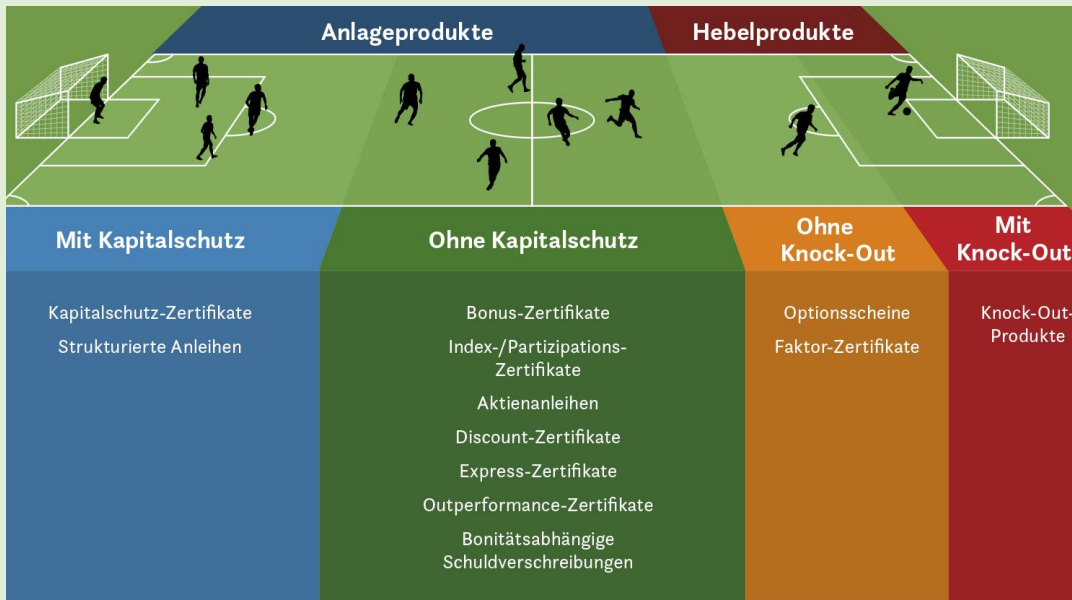 Anlageprodukte
Hebelprodukte
Mit Kapitalschutz
Kapitalschutz-Zertifikate
Strukturierte Anleihen
Ohne Kapitalschutz
Bonus-Zertifikate
Index-/Partizipations-
Zertifikate
Aktienanleihen
Discount-Zertifikate
Express-Zertifikate
Outperformance-Zertifikate
Bonitätsabhängige
Schuldverschreibungen
Ohne
Knock-Out
Optionsscheine
Faktor-Zertifikate
Mit
Knock-Out
Knock-Out-
Produkte